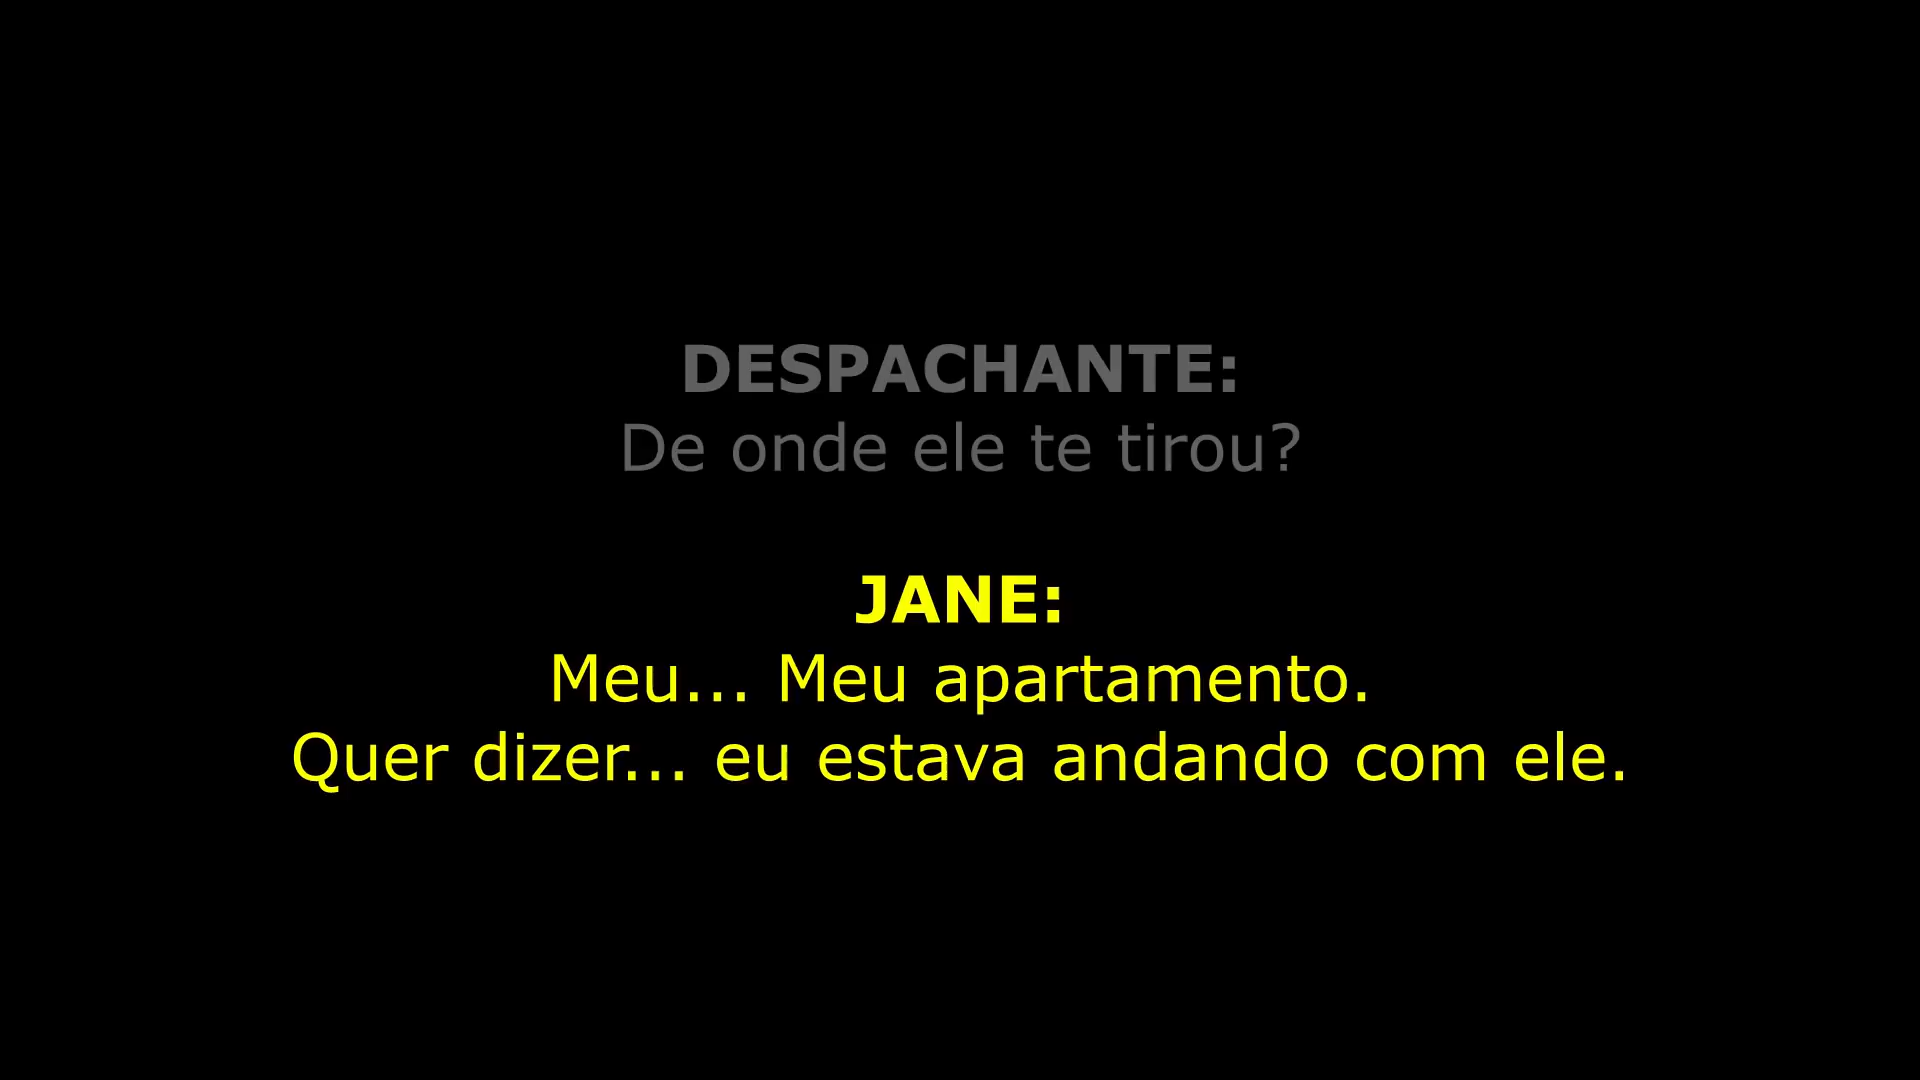 DESPACHANTE:
De onde ele te tirou?
JANE:
Meu... Meu apartamento.
Quer dizer... eu estava andando com ele.